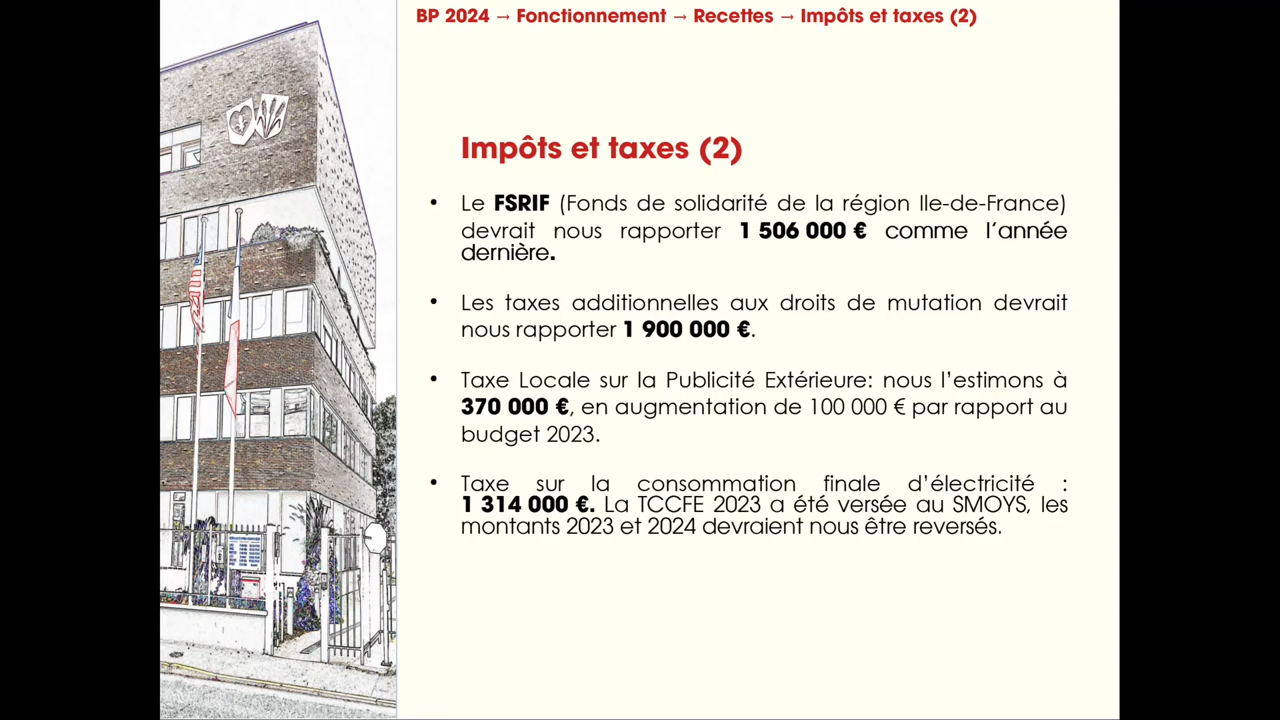 BP 2024 → Fonctionnement → Recettes → Impôts et taxes (2)
Impôts et taxes (2)
• Le FSRIF (Fonds de solidarité de la région Ile-de-France)
devrait nous rapporter 1 506 000 € comme l'année
dernière.
• Les taxes additionnelles aux droits de mutation devrait
nous rapporter 1 900 000 €.
• Taxe Locale sur la Publicité Extérieure: nous l'estimons à
370 000 €, en augmentation de 100 000 € par rapport au
budget 2023.
• Taxe sur la consommation finale d'électricité :
1 314 000 €. La TCCFE 2023 a été versée au SMOYS, les
montants 2023 et 2024 devraient nous être reversés.